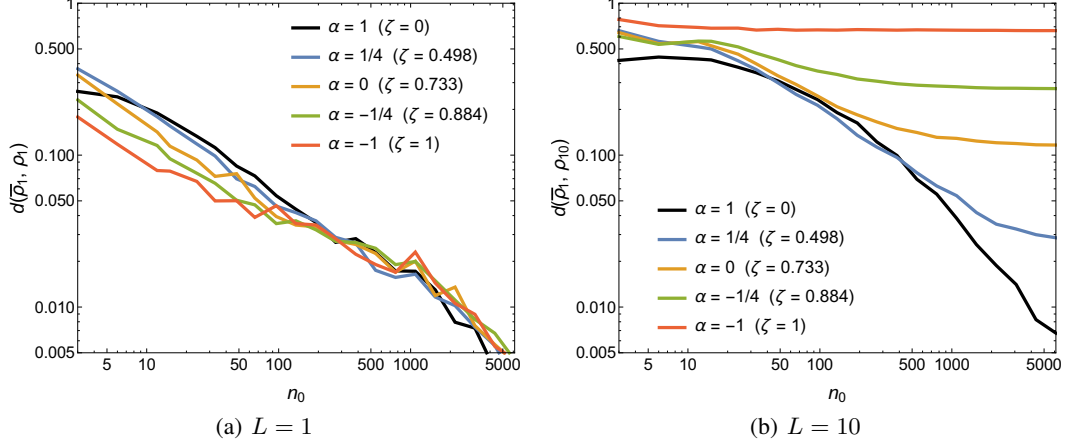 1
0.500
0.100
0.050
0.010
0.005
d(ρ̄₁, ρ₁)
α = 1 (ζ = 0)
α = 1/4 (ζ = 0.498)
α = 0 (ζ = 0.733)
α = −1/4 (ζ = 0.884)
α = −1 (ζ = 1)
5 10 50 100 500 1000 5000
n₀
(a) L = 1
1
0.500
0.100
0.050
0.010
0.005
d(ρ̄₁, ρ₁₀)
α = 1 (ζ = 0)
α = 1/4 (ζ = 0.498)
α = 0 (ζ = 0.733)
α = −1/4 (ζ = 0.884)
α = −1 (ζ = 1)
5 10 50 100 500 1000 5000
n₀
(b) L = 10